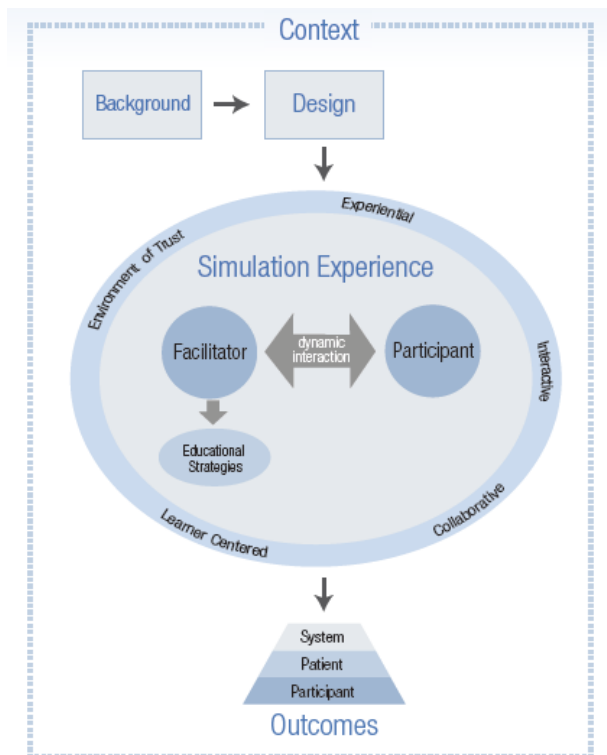 Context
Background
Design
Experiential
Environment of Trust
Simulation Experience
Facilitator
dynamic
interaction
Participant
Interactive
Educational
Strategies
Learner Centered
Collaborative
System
Patient
Participant
Outcomes